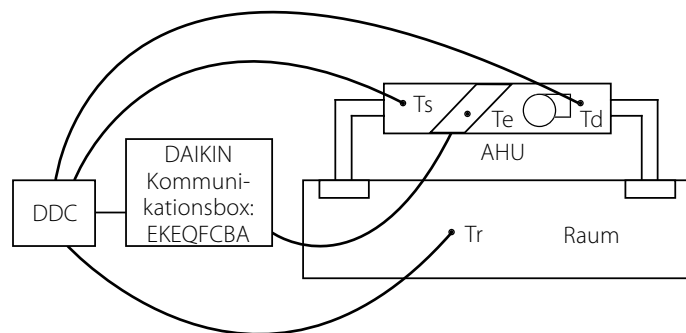 Ts
Te
Td
AHU
DAIKIN
Kommuni-
kationsbox:
EKEQFCBA
DDC
Tr
Raum